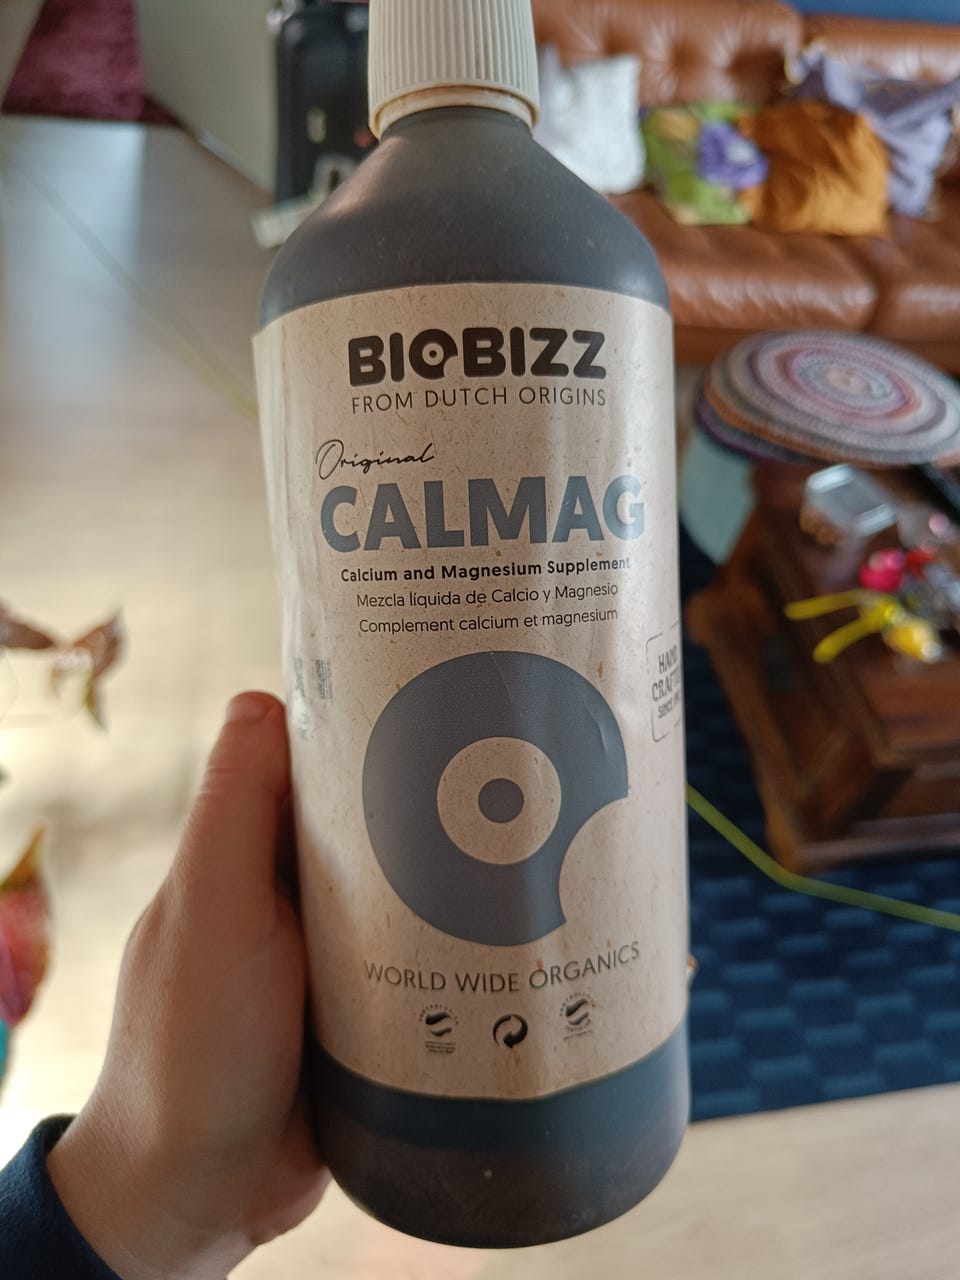 BIOBIZZ
FROM DUTCH ORIGINS
Original
CALMAG
Calcium and Magnesium Supplement
Mezcla líquida de Calcio y Magnesio
Complement calcium et magnesium
HAND
CRAFTED
SINCE
WORLD WIDE ORGANICS